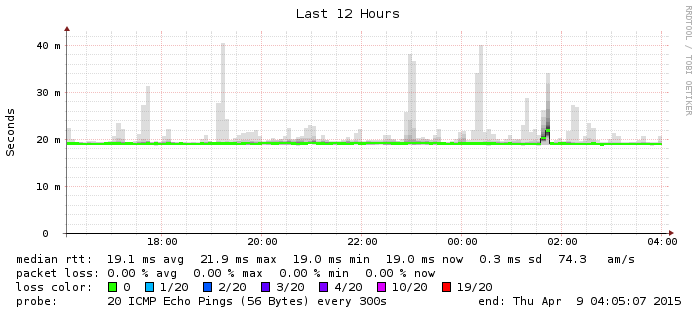 Last 12 Hours
RRDTOOL / TOBI OETIKER
Seconds
40 m
30 m
20 m
10 m
0
18:00 20:00 22:00 00:00 02:00 04:00
median rtt: 19.1 ms avg 21.9 ms max 19.0 ms min 19.0 ms now 0.3 ms sd 74.3 am/s
packet loss: 0.00 % avg 0.00 % max 0.00 % min 0.00 % now
loss color: 0 1/20 2/20 3/20 4/20 10/20 19/20
probe: 20 ICMP Echo Pings (56 Bytes) every 300s end: Thu Apr 9 04:05:07 2015